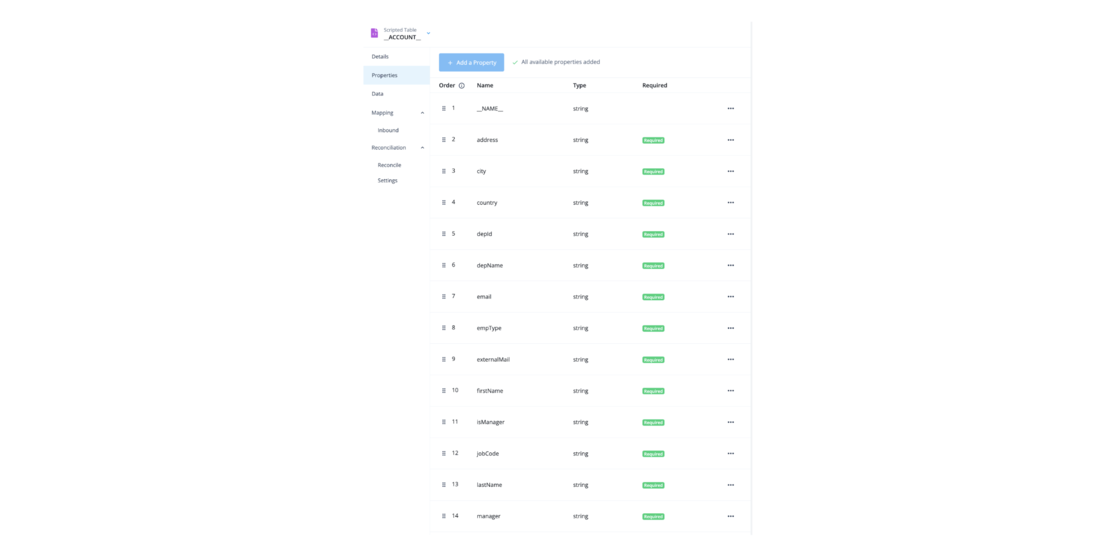 Scripted Table
__ACCOUNT__
Details
Properties
Data
Mapping
Inbound
Reconciliation
Reconcile
Settings
+ Add a Property
All available properties added
Order Name Type Required
1 __NAME__ string
2 address string Required
3 city string Required
4 country string Required
5 depId string Required
6 depName string Required
7 email string Required
8 empType string Required
9 externalMail string Required
10 firstName string Required
11 isManager string Required
12 jobCode string Required
13 lastName string Required
14 manager string Required